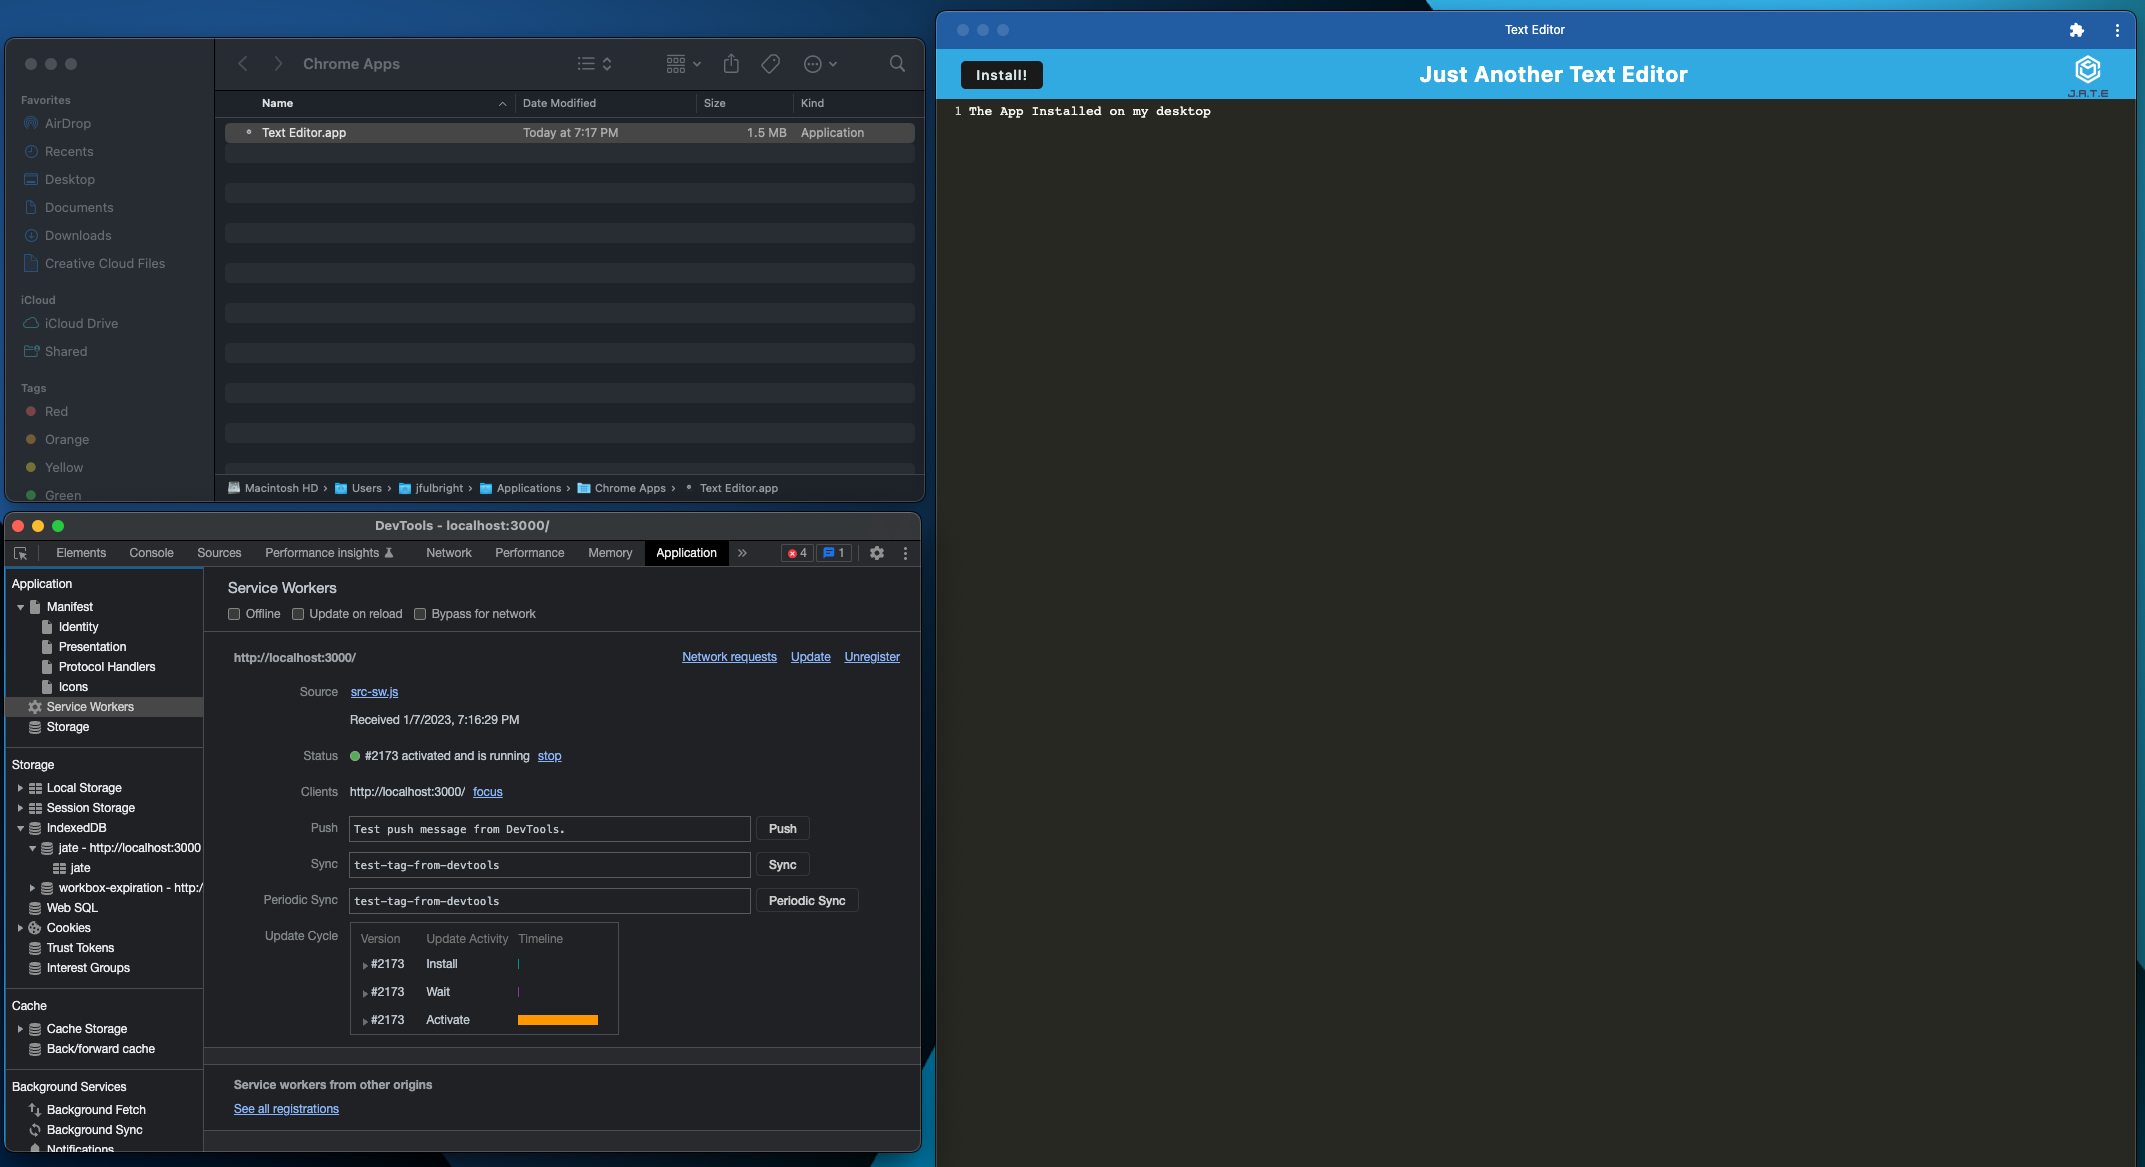 Chrome Apps
Favorites
AirDrop
Recents
Desktop
Documents
Downloads
Creative Cloud Files
iCloud
iCloud Drive
Shared
Tags
Red
Orange
Yellow
Green
Name Date Modified Size Kind
Text Editor.app Today at 7:17 PM 1.5 MB Application
Macintosh HD › Users › jfulbright › Applications › Chrome Apps › Text Editor.app
DevTools - localhost:3000/
Elements Console Sources Performance insights Network Performance Memory Application » 4 1
Application
Manifest
Identity
Presentation
Protocol Handlers
Icons
Service Workers
Storage
Storage
Local Storage
Session Storage
IndexedDB
jate - http://localhost:3000
jate
workbox-expiration - http:/
Web SQL
Cookies
Trust Tokens
Interest Groups
Cache
Cache Storage
Back/forward cache
Background Services
Background Fetch
Background Sync
Notifications
Service Workers
Offline Update on reload Bypass for network
http://localhost:3000/ Network requests Update Unregister
Source src-sw.js
Received 1/7/2023, 7:16:29 PM
Status #2173 activated and is running stop
Clients http://localhost:3000/ focus
Push Test push message from DevTools. Push
Sync test-tag-from-devtools Sync
Periodic Sync test-tag-from-devtools Periodic Sync
Update Cycle Version Update Activity Timeline
#2173 Install
#2173 Wait
#2173 Activate
Service workers from other origins
See all registrations
Text Editor
Install! Just Another Text Editor
J.A.T.E
1 The App Installed on my desktop